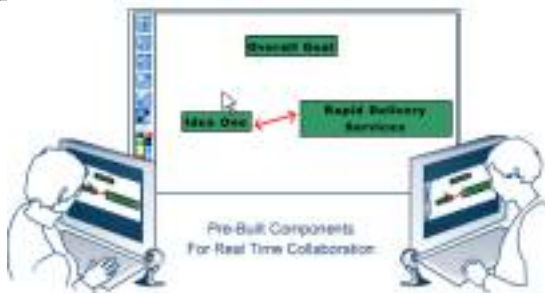 Overall Goal
Idea One
Rapid Delivery
Services
Pre-Built Components
For Real Time Collaboration